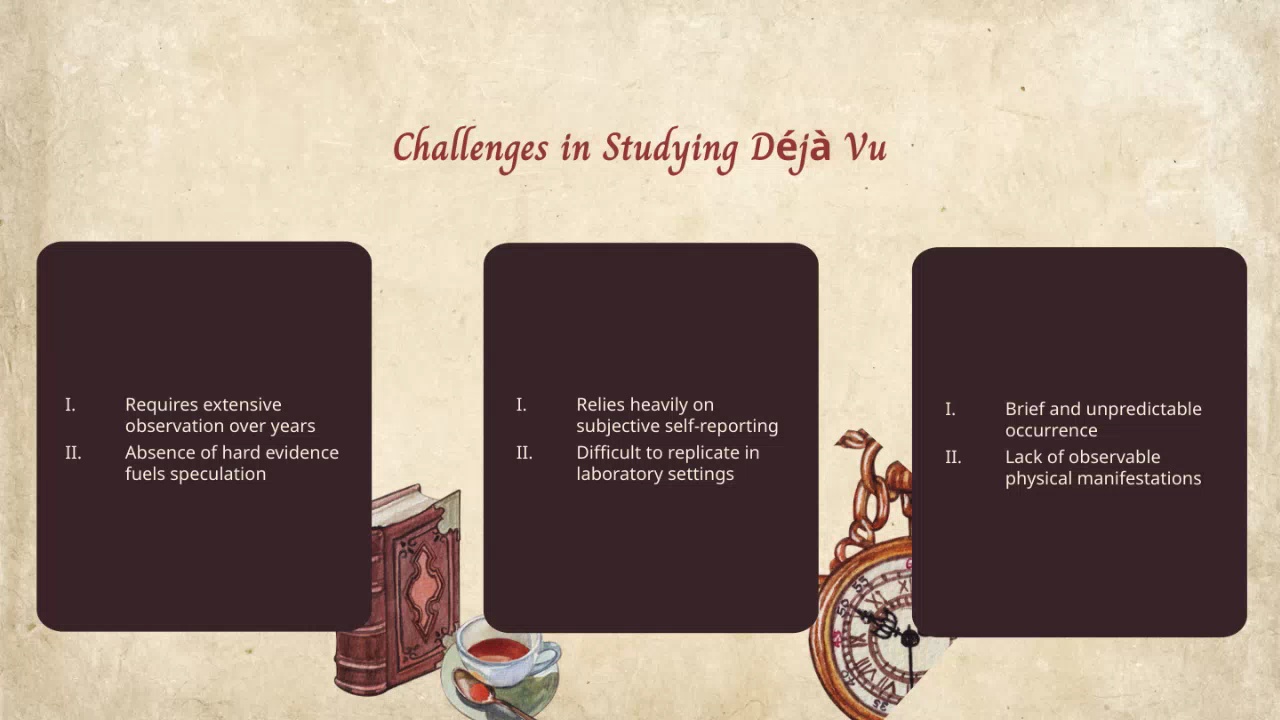 Challenges in Studying Déjà Vu
I. Requires extensive
observation over years
II. Absence of hard evidence
fuels speculation
I. Relies heavily on
subjective self-reporting
II. Difficult to replicate in
laboratory settings
I. Brief and unpredictable
occurrence
II. Lack of observable
physical manifestations